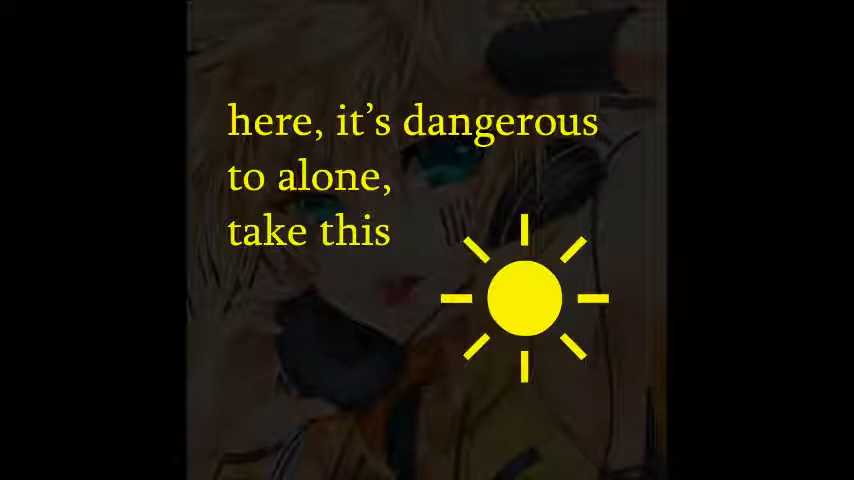 here, it’s dangerous
to alone,
take this